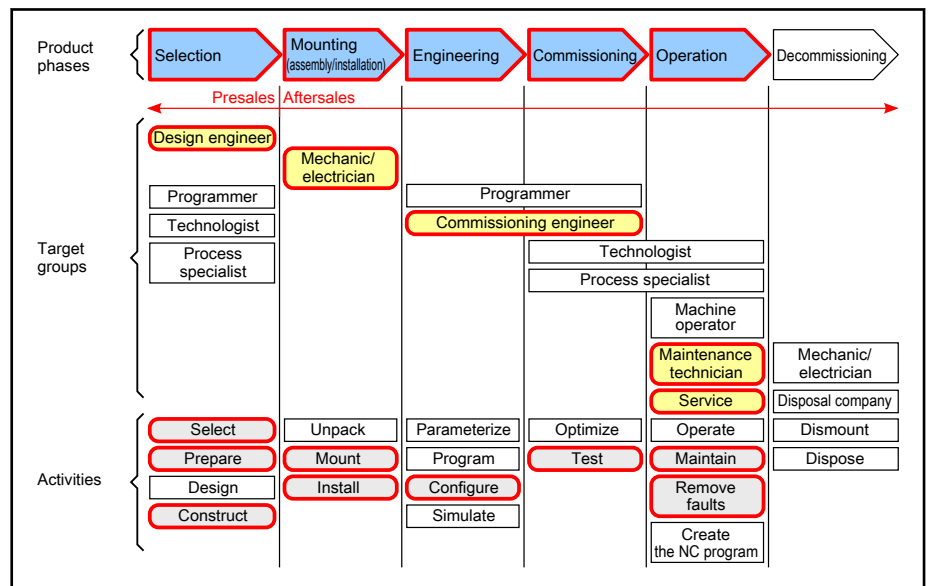 Product
phases
Selection
Mounting
(assembly/installation)
Engineering
Commissioning
Operation
Decommissioning
Presales
Aftersales
Target
groups
Design engineer
Mechanic/
electrician
Programmer
Programmer
Technologist
Commissioning engineer
Process
specialist
Technologist
Process specialist
Machine
operator
Maintenance
technician
Mechanic/
electrician
Service
Disposal company
Activities
Select
Unpack
Parameterize
Optimize
Operate
Dismount
Prepare
Mount
Program
Test
Maintain
Dispose
Design
Install
Configure
Remove
faults
Construct
Simulate
Create
the NC program